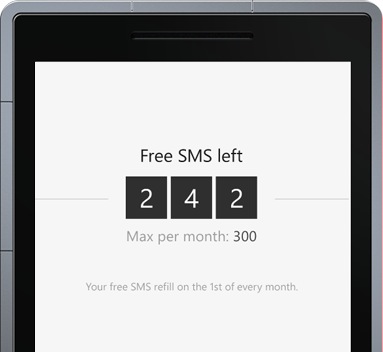 Free SMS left
2 4 2
Max per month: 300
Your free SMS refill on the 1st of every month.